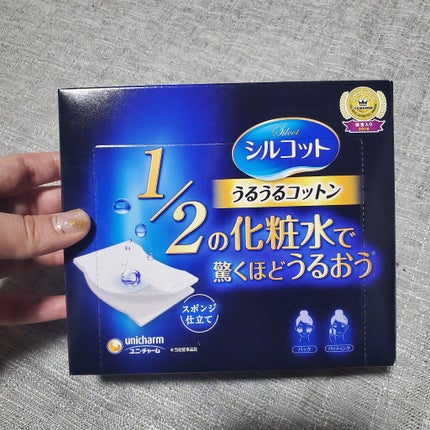 Silcot
シルコット
うるうるコットン
1/2の化粧水で
驚くほどうるおう
スポンジ
仕立て
unicharm
ユニ・チャーム
パック
パッティング